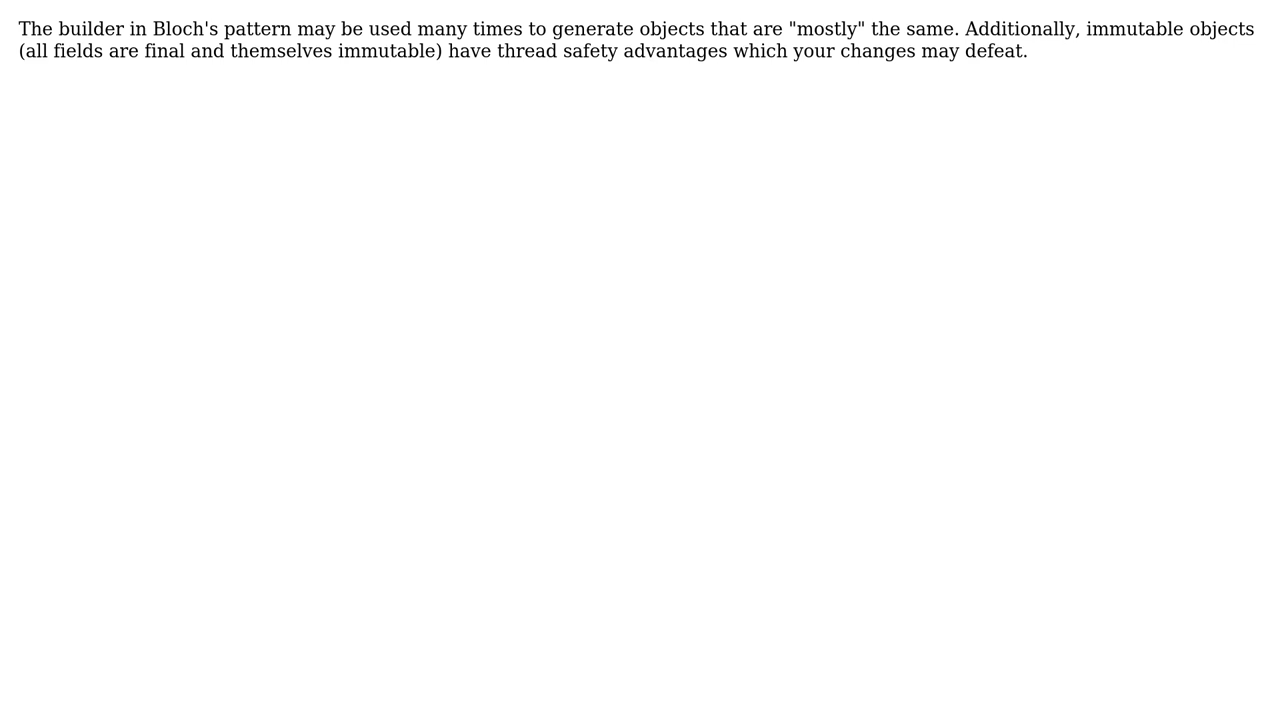 The builder in Bloch's pattern may be used many times to generate objects that are "mostly" the same. Additionally, immutable objects
(all fields are final and themselves immutable) have thread safety advantages which your changes may defeat.